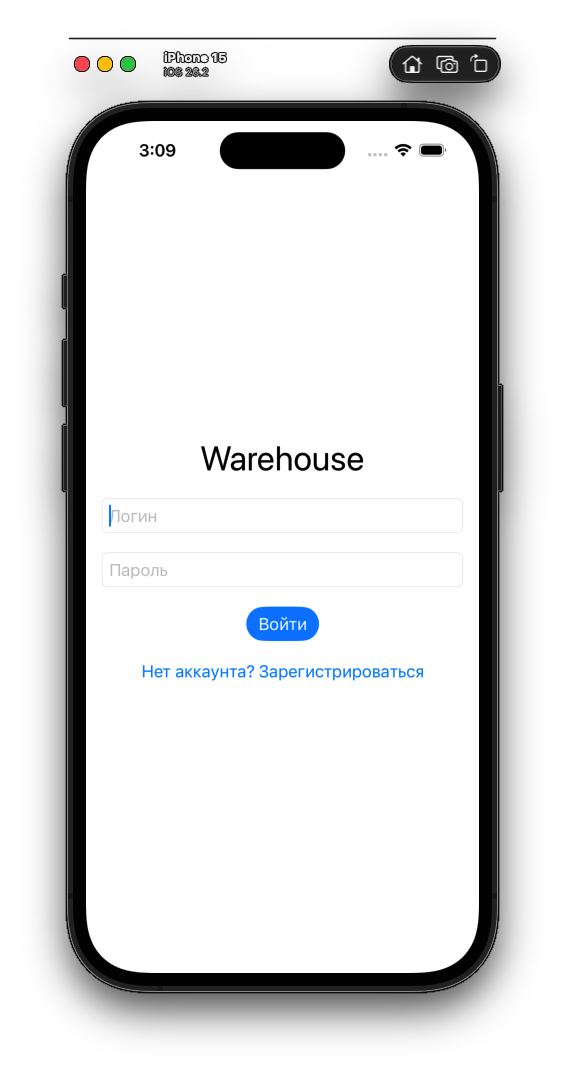 iPhone 15
iOS 26.2
3:09
Warehouse
Логин
Пароль
Войти
Нет аккаунта? Зарегистрироваться